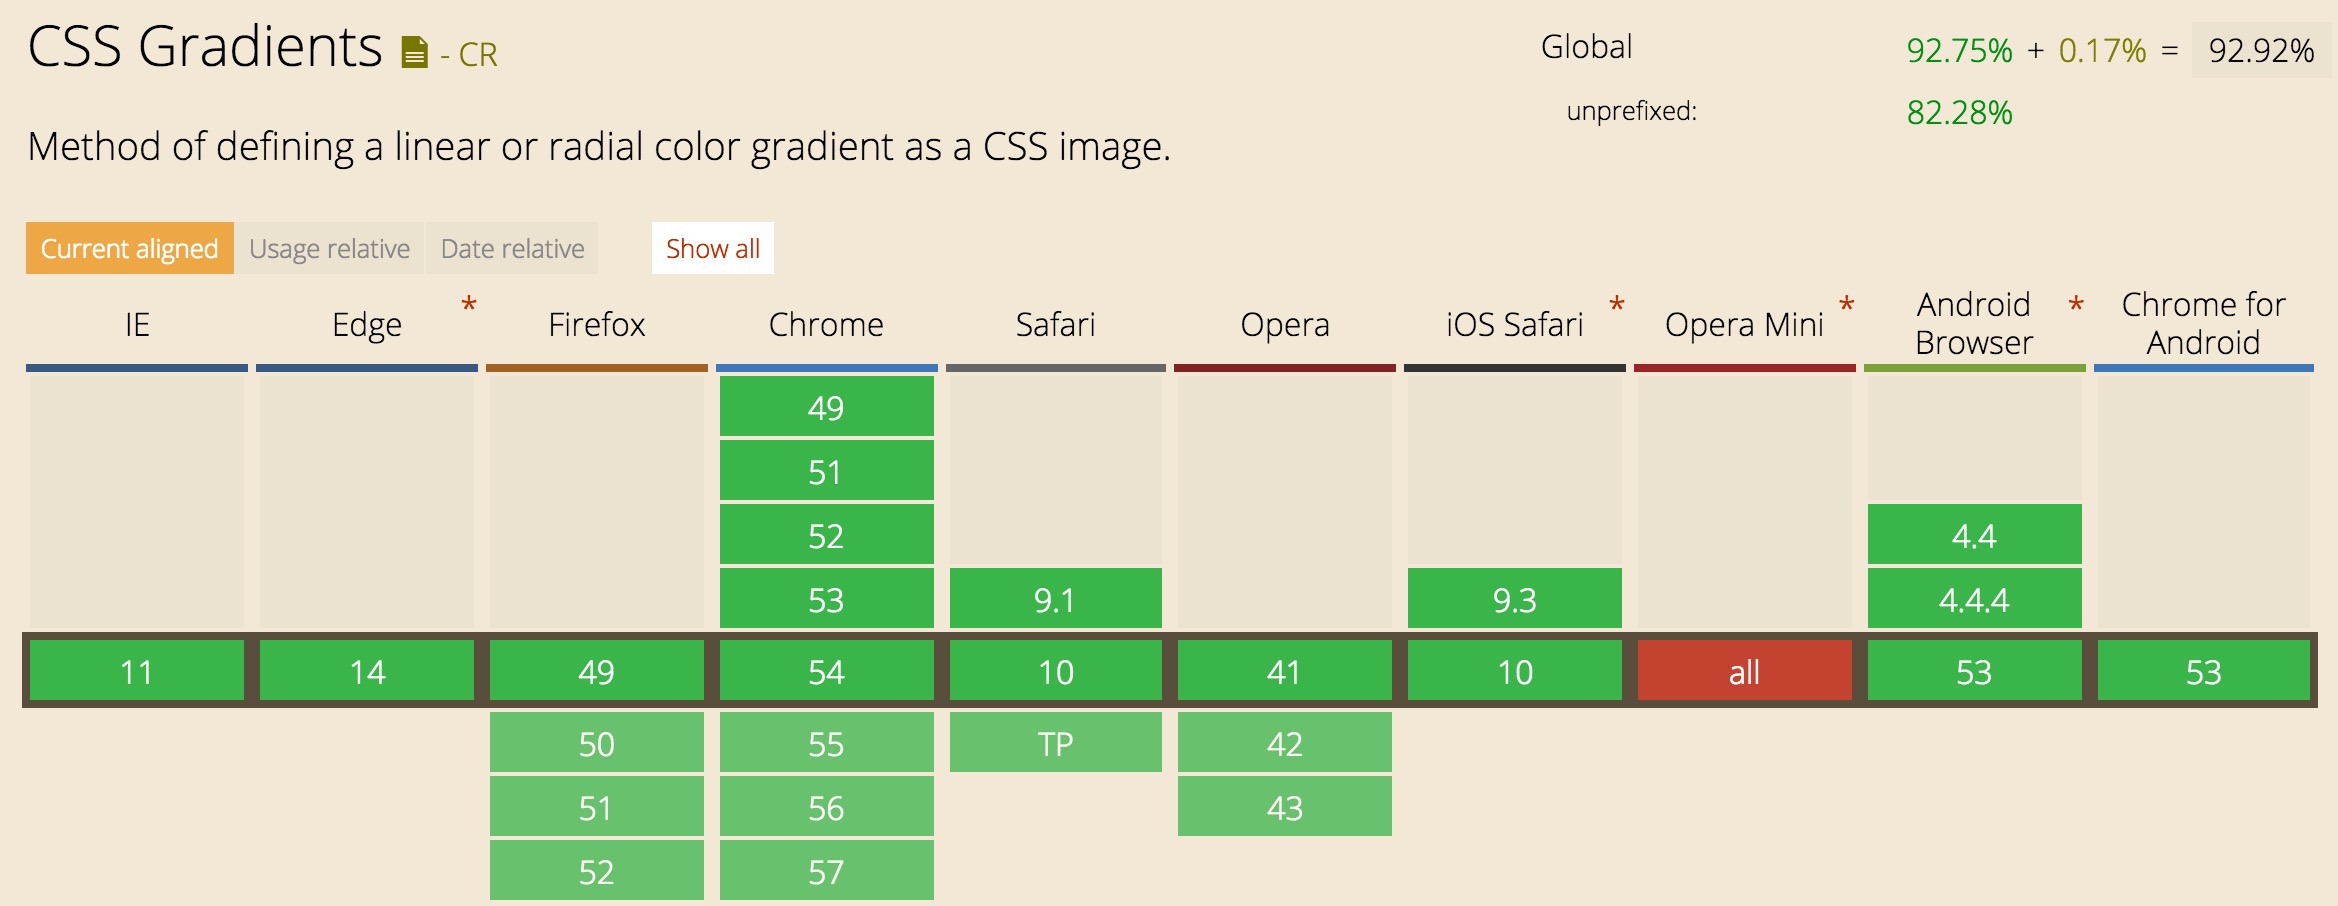 CSS Gradients - CR
Global 92.75% + 0.17% = 92.92%
unprefixed: 82.28%
Method of defining a linear or radial color gradient as a CSS image.
Current aligned Usage relative Date relative Show all
IE Edge * Firefox Chrome Safari Opera iOS Safari * Opera Mini * Android Browser * Chrome for Android
49
51
52 4.4
53 9.1 9.3 4.4.4
11 14 49 54 10 41 10 all 53 53
50 55 TP 42
51 56 43
52 57